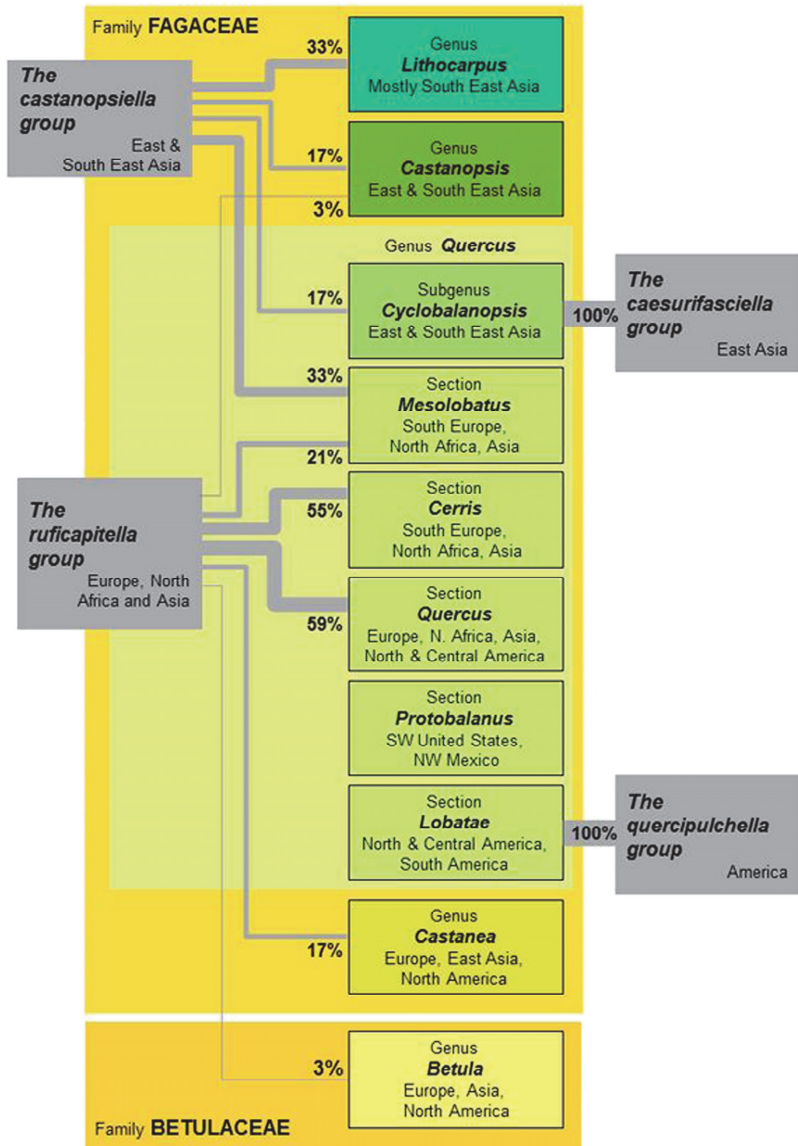 Family FAGACEAE
33%
Genus
Lithocarpus
Mostly South East Asia
The
castanopsiella
group
East &
South East Asia
17%
Genus
Castanopsis
East & South East Asia
3%
Genus Quercus
17%
Subgenus
Cyclobalanopsis
East & South East Asia
100%
The
caesurifasciella
group
East Asia
33%
Section
Mesolobatus
South Europe,
North Africa, Asia
21%
The
ruficapitella
group
Europe, North
Africa and Asia
55%
Section
Cerris
South Europe,
North Africa, Asia
59%
Section
Quercus
Europe, N. Africa, Asia,
North & Central America
Section
Protobalanus
SW United States,
NW Mexico
Section
Lobatae
North & Central America,
South America
100%
The
quercipulchella
group
America
17%
Genus
Castanea
Europe, East Asia,
North America
3%
Genus
Betula
Europe, Asia,
North America
Family BETULACEAE